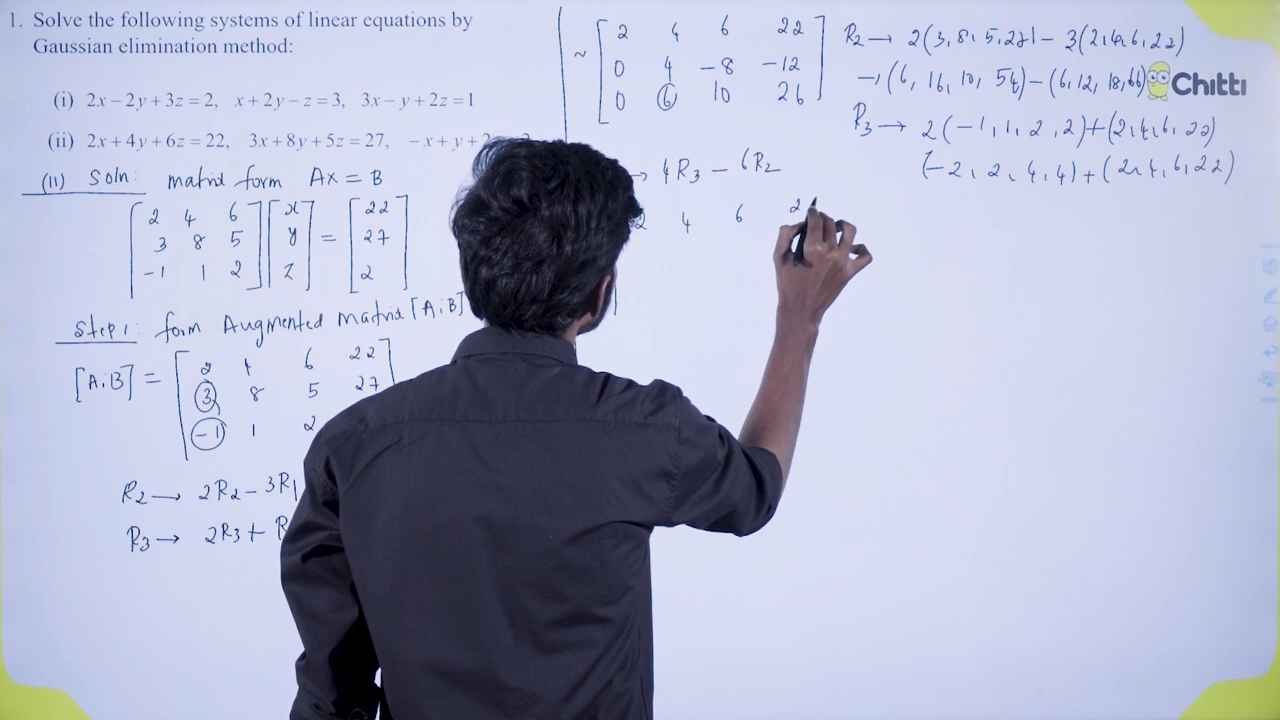 1. Solve the following systems of linear equations by
Gaussian elimination method:
(i) 2x−2y+3z=2, x+2y−z=3, 3x−y+2z=1
(ii) 2x+4y+6z=22, 3x+8y+5z=27, −x+y+
(ii) Soln: matrix form Ax = B
2 4 6 x 22
3 8 5 y = 27
−1 1 2 z 2
Step 1: form Augmented matrix [A:B]
[A:B] = 2 4 6 22
3 8 5 27
−1 1 2
R2 → 2R2 − 3R1
R3 → 2R3 + R
~ 2 4 6 22
0 4 −8 −12
0 6 10 26
→ 4R3 − 6R2
2 4 6 2
R2 → 2(3,8,5,27) − 3(2,4,6,22)
→ (6, 16, 10, 54) − (6,12,18,66)
Chitti
R3 → 2(−1,1,2,2)+(2,4,6,22)
(−2, 2, 4, 4) + (2,4,6,22)